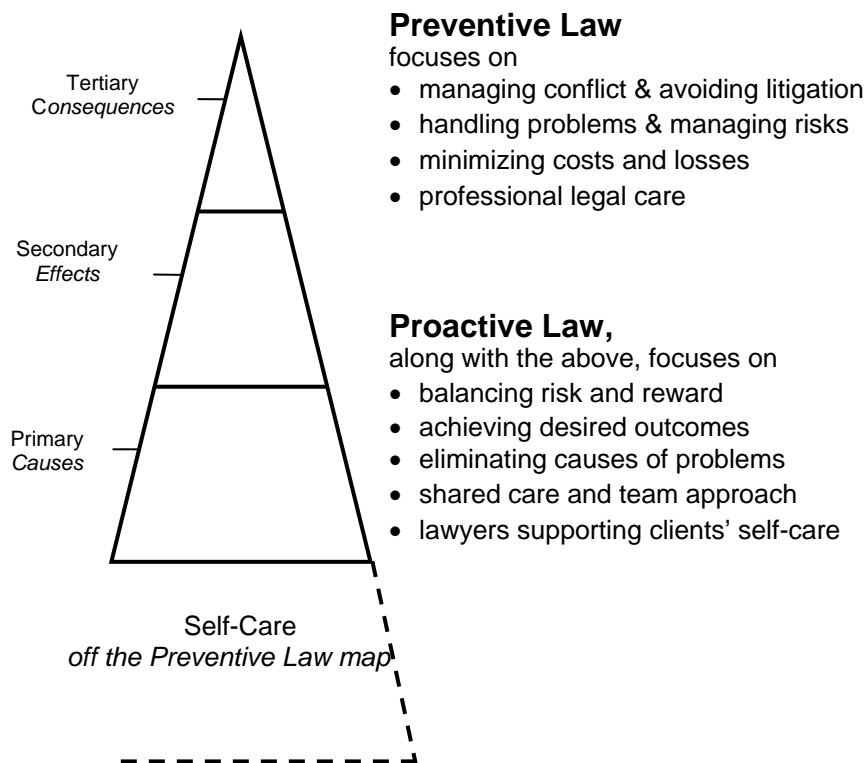 Preventive Law
focuses on
• managing conflict & avoiding litigation
• handling problems & managing risks
• minimizing costs and losses
• professional legal care
Tertiary
Consequences
Secondary
Effects
Proactive Law,
along with the above, focuses on
• balancing risk and reward
• achieving desired outcomes
• eliminating causes of problems
• shared care and team approach
• lawyers supporting clients’ self-care
Primary
Causes
Self-Care
off the Preventive Law map